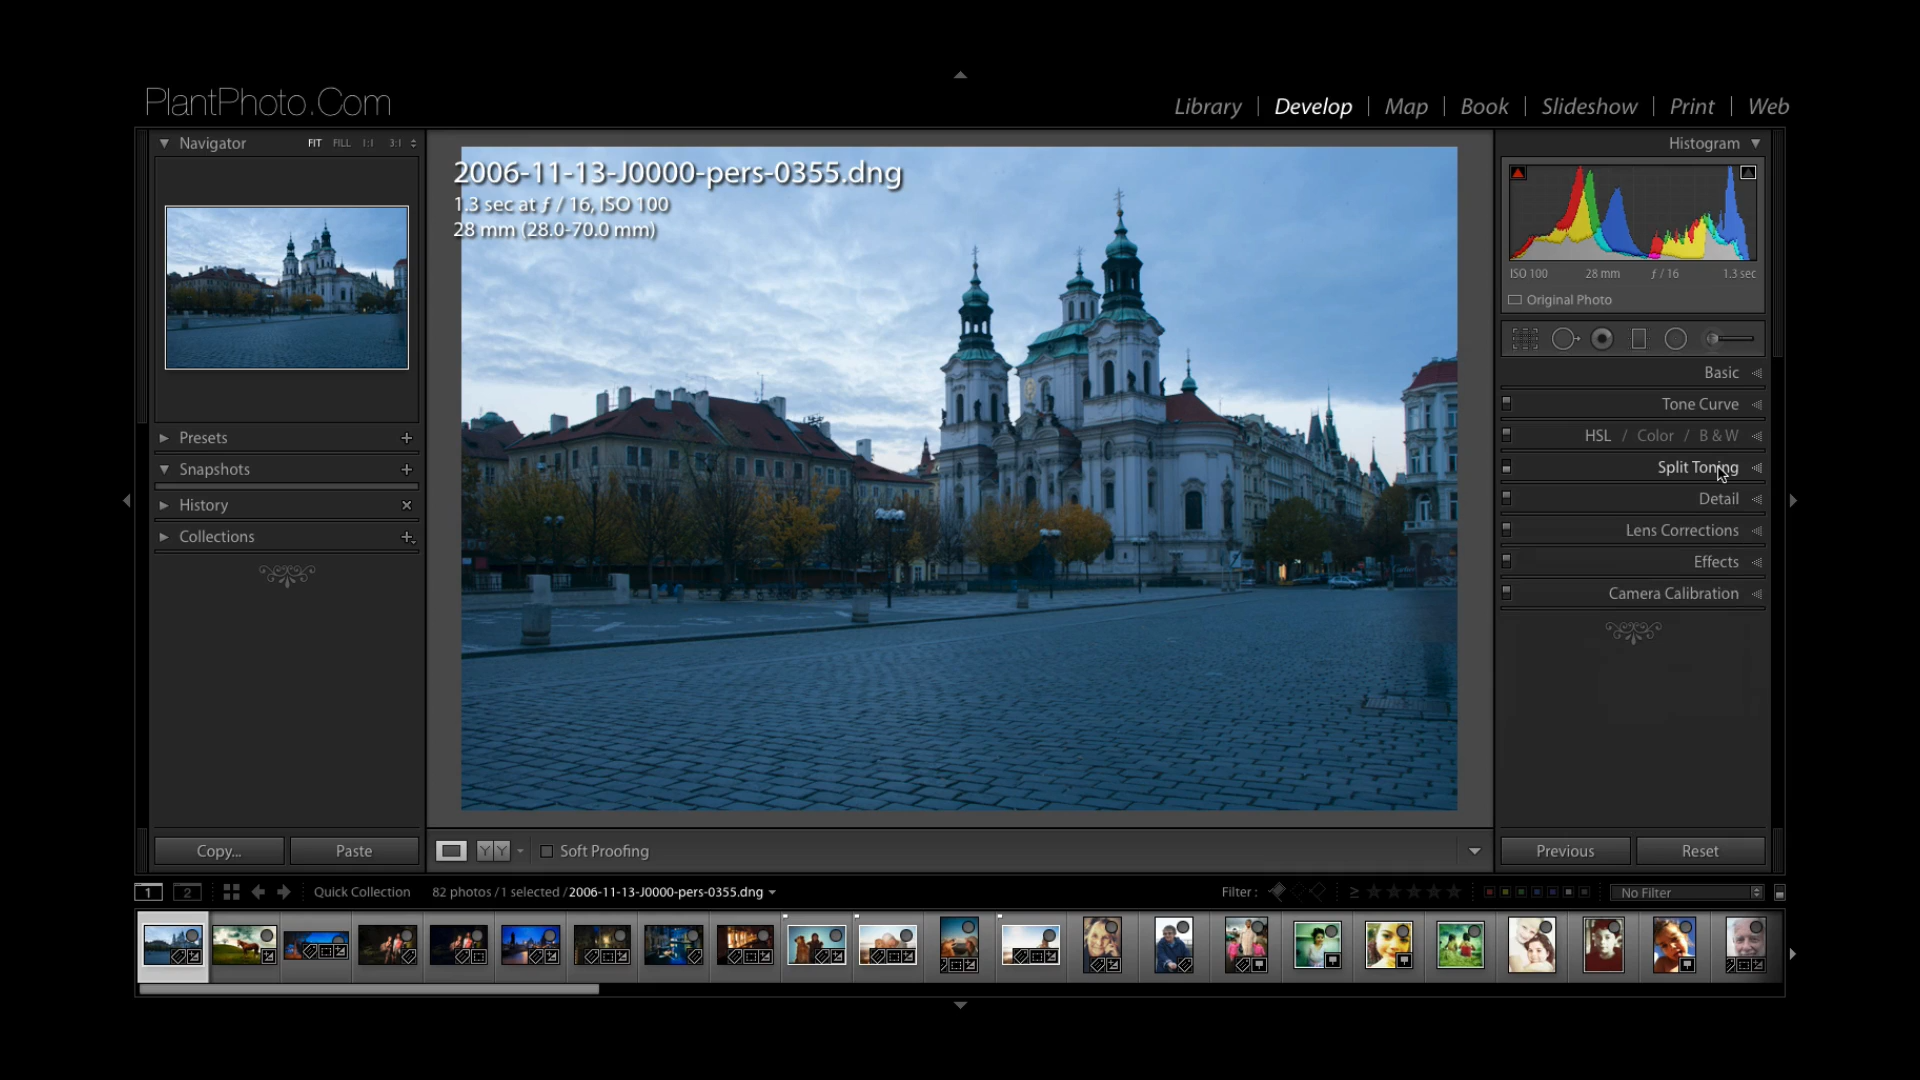 PlantPhoto.Com
Library | Develop | Map | Book | Slideshow | Print | Web
Navigator FIT FILL 1:1 3:1
Histogram
2006-11-13-J0000-pers-0355.dng
1.3 sec at ƒ / 16, ISO 100
28 mm (28.0-70.0 mm)
ISO 100 28 mm ƒ / 16 1.3 sec
Original Photo
Basic
Tone Curve
HSL / Color / B & W
Split Toning
Detail
Lens Corrections
Effects
Camera Calibration
Presets
Snapshots
History
Collections
Copy... Paste
YY Soft Proofing
Previous Reset
1 2 Quick Collection 82 photos / 1 selected / 2006-11-13-J0000-pers-0355.dng
Filter : ≥ No Filter